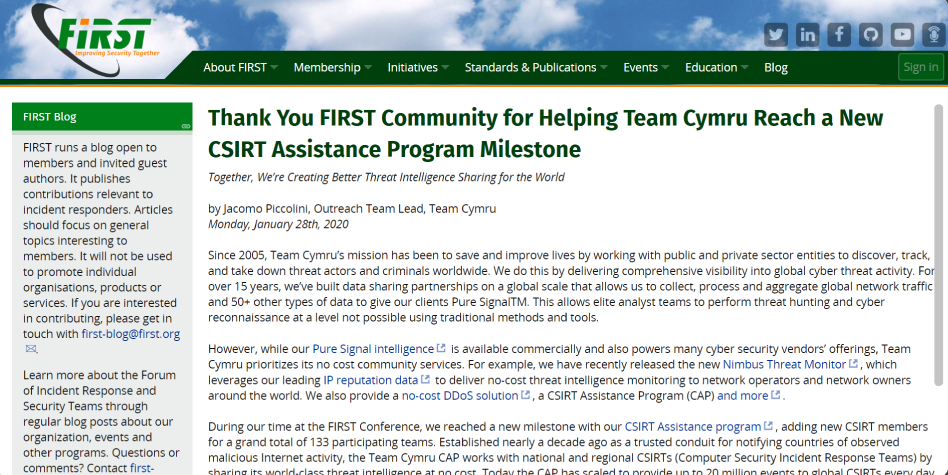 FIRST
Improving Security Together
About FIRST
Membership
Initiatives
Standards & Publications
Events
Education
Blog
Sign in
FIRST Blog
FIRST runs a blog open to
members and invited guest
authors. It publishes
contributions relevant to
incident responders. Articles
should focus on general
topics interesting to
members. It will not be used
to promote individual
organisations, products or
services. If you are interested
in contributing, please get in
touch with first-blog@first.org
.
Learn more about the Forum
of Incident Response and
Security Teams through
regular blog posts about our
organization, events and
other programs. Questions or
comments? Contact first-
Thank You FIRST Community for Helping Team Cymru Reach a New
CSIRT Assistance Program Milestone
Together, We're Creating Better Threat Intelligence Sharing for the World
by Jacomo Piccolini, Outreach Team Lead, Team Cymru
Monday, January 28th, 2020
Since 2005, Team Cymru's mission has been to save and improve lives by working with public and private sector entities to discover, track,
and take down threat actors and criminals worldwide. We do this by delivering comprehensive visibility into global cyber threat activity. For
over 15 years, we've built data sharing partnerships on a global scale that allows us to collect, process and aggregate global network traffic
and 50+ other types of data to give our clients Pure SignalTM. This allows elite analyst teams to perform threat hunting and cyber
reconnaissance at a level not possible using traditional methods and tools.
However, while our Pure Signal intelligence is available commercially and also powers many cyber security vendors' offerings, Team
Cymru prioritizes its no cost community services. For example, we have recently released the new Nimbus Threat Monitor , which
leverages our leading IP reputation data to deliver no-cost threat intelligence monitoring to network operators and network owners
around the world. We also provide a no-cost DDoS solution , a CSIRT Assistance Program (CAP) and more .
During our time at the FIRST Conference, we reached a new milestone with our CSIRT Assistance program , adding new CSIRT members
for a grand total of 133 participating teams. Established nearly a decade ago as a trusted conduit for notifying countries of observed
malicious Internet activity, the Team Cymru CAP works with national and regional CSIRTs (Computer Security Incident Response Teams) by
sharing its world-class threat intelligence at no cost. Today the CAP has scaled to provide up to 20 million events to global CSIRTs every day